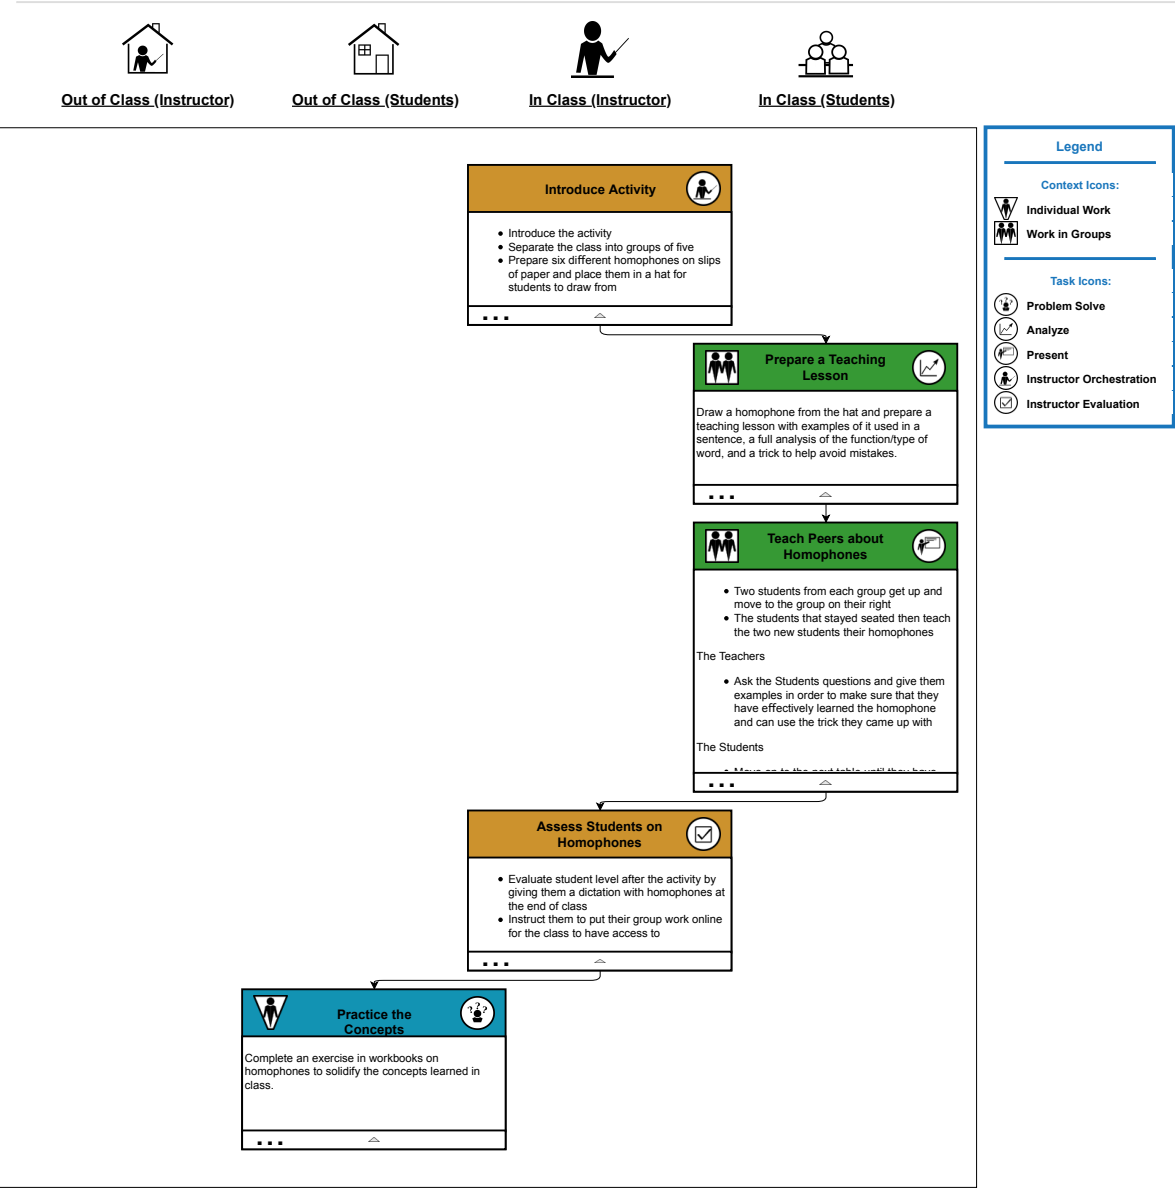 Out of Class (Instructor)
Out of Class (Students)
In Class (Instructor)
In Class (Students)
Legend
Context Icons:
Individual Work
Work in Groups
Task Icons:
Problem Solve
Analyze
Present
Instructor Orchestration
Instructor Evaluation
Introduce Activity
• Introduce the activity
• Separate the class into groups of five
• Prepare six different homophones on slips
of paper and place them in a hat for
students to draw from
Prepare a Teaching
Lesson
Draw a homophone from the hat and prepare a
teaching lesson with examples of it used in a
sentence, a full analysis of the function/type of
word, and a trick to help avoid mistakes.
Teach Peers about
Homophones
• Two students from each group get up and
move to the group on their right
• The students that stayed seated then teach
the two new students their homophones
The Teachers
• Ask the Students questions and give them
examples in order to make sure that they
have effectively learned the homophone
and can use the trick they came up with
The Students
• Move on to the next table until they have
Assess Students on
Homophones
• Evaluate student level after the activity by
giving them a dictation with homophones at
the end of class
• Instruct them to put their group work online
for the class to have access to
Practice the
Concepts
Complete an exercise in workbooks on
homophones to solidify the concepts learned in
class.